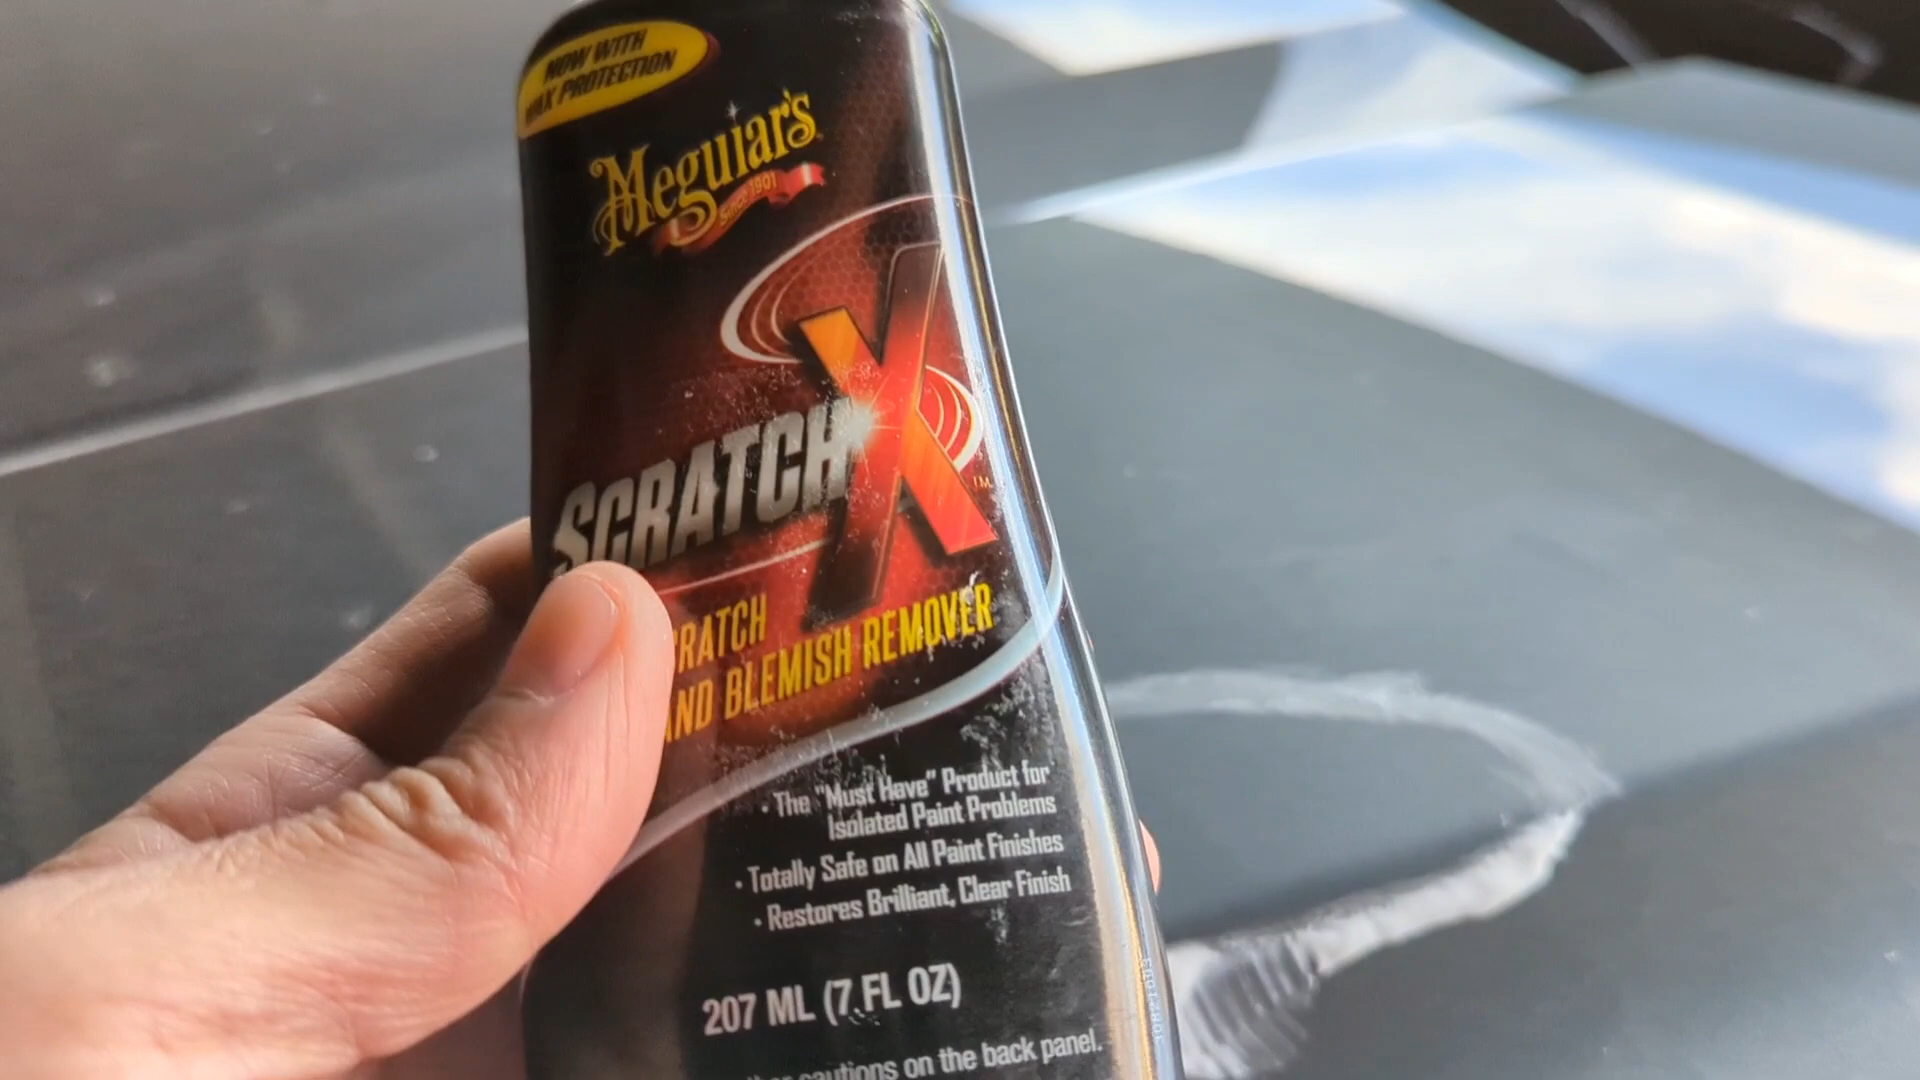 NOW WITH
WAX PROTECTION
Meguiar's
Since 1901
SCRATCHX™
RATCH
AND BLEMISH REMOVER
• The "Must Have" Product for
Isolated Paint Problems
• Totally Safe on All Paint Finishes
• Restores Brilliant, Clear Finish
207 ML (7 FL OZ)
cautions on the back panel.